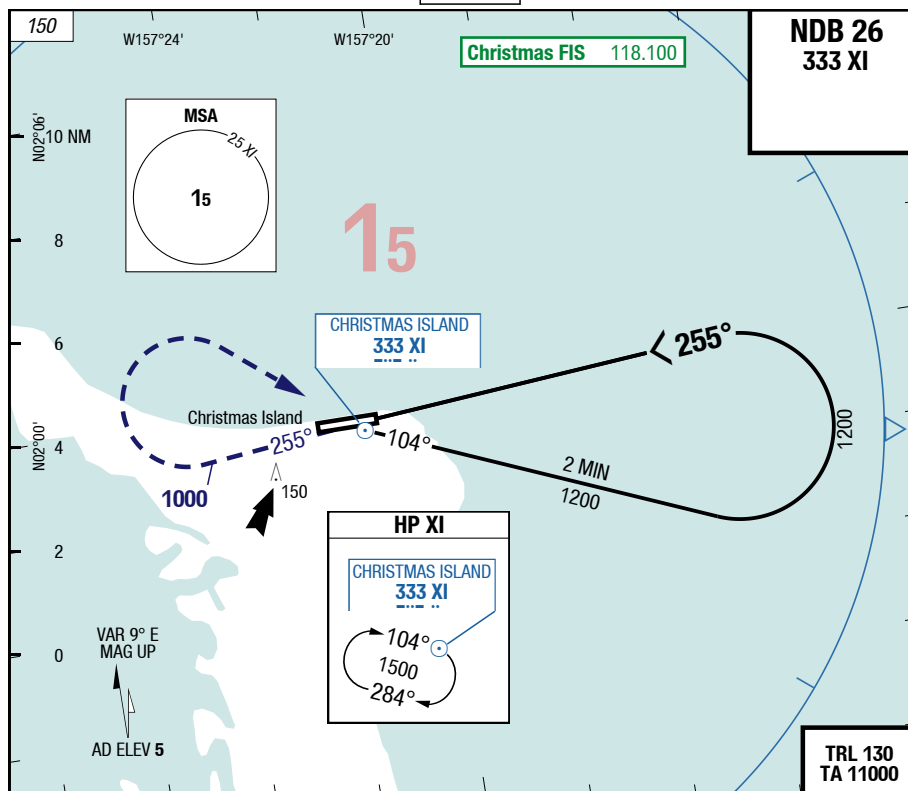 150
W157°24'
W157°20'
Christmas FIS 118.100
NDB 26
333 XI
N02°06'
10 NM
MSA
25 XI
15
15
8
CHRISTMAS ISLAND
333 XI
6
255°
1200
Christmas Island
255°
104°
N02°00'
4
1000
150
2 MIN
1200
HP XI
2
CHRISTMAS ISLAND
333 XI
104°
1500
284°
VAR 9° E
MAG UP
0
AD ELEV 5
TRL 130
TA 11000